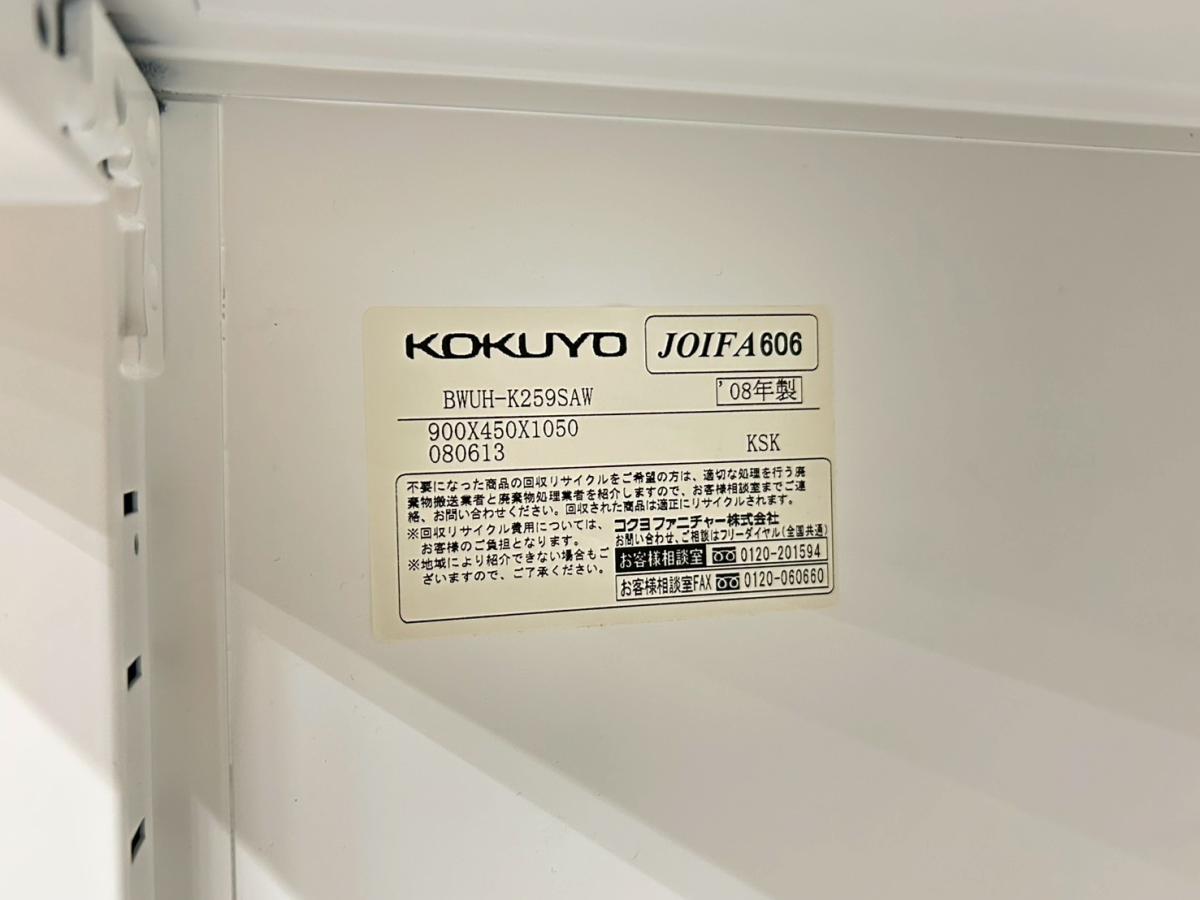 KOKUYO JOIFA606
BWUH-K259SAW '08年製
900X450X1050
080613 KSK
不要になった商品の回収リサイクルをご希望の方は、適切な処理を行う廃
棄物搬送業者と廃棄物処理業者を紹介しますので、お客様相談室までご連
絡、お問い合わせください。回収された商品は適正にリサイクルされます。
※回収リサイクル費用については、
お客様のご負担となります。
※地域により紹介できない場合もご
ざいますので、ご了承ください。
コクヨファニチャー株式会社
お問い合わせ、ご相談はフリーダイヤル(全国共通)
お客様相談室 0120-201594
お客様相談室FAX 0120-060660